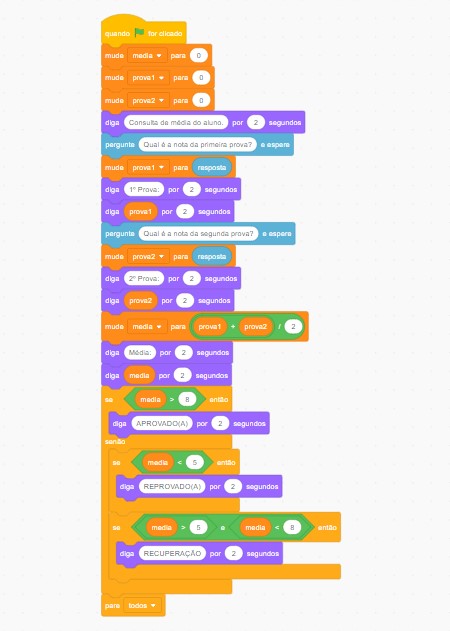 quando for clicado
mude media para 0
mude prova1 para 0
mude prova2 para 0
diga Consulta de média do aluno. por 2 segundos
pergunte Qual é a nota da primeira prova? e espere
mude prova1 para resposta
diga 1º Prova: por 2 segundos
diga prova1 por 2 segundos
pergunte Qual é a nota da segunda prova? e espere
mude prova2 para resposta
diga 2º Prova: por 2 segundos
diga prova2 por 2 segundos
mude media para prova1 + prova2 / 2
diga Média: por 2 segundos
diga media por 2 segundos
se media > 8 então
diga APROVADO(A) por 2 segundos
senão
se media < 5 então
diga REPROVADO(A) por 2 segundos
se media > 5 e media < 8 então
diga RECUPERAÇÃO por 2 segundos
para todos